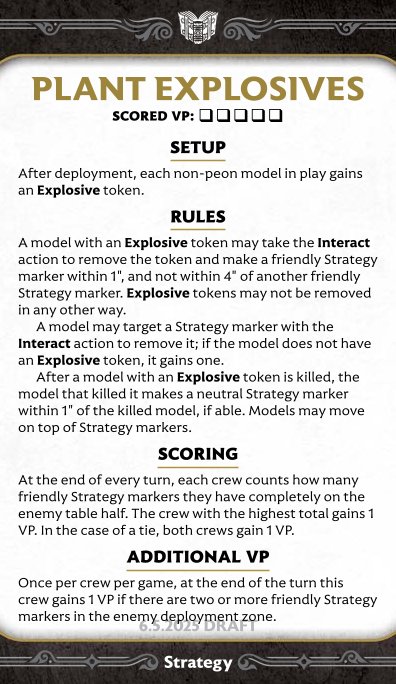 PLANT EXPLOSIVES
SCORED VP: ❑❑❑❑❑
SETUP
After deployment, each non-peon model in play gains
an Explosive token.
RULES
A model with an Explosive token may take the Interact
action to remove the token and make a friendly Strategy
marker within 1", and not within 4" of another friendly
Strategy marker. Explosive tokens may not be removed
in any other way.
A model may target a Strategy marker with the
Interact action to remove it; if the model does not have
an Explosive token, it gains one.
After a model with an Explosive token is killed, the
model that killed it makes a neutral Strategy marker
within 1" of the killed model, if able. Models may move
on top of Strategy markers.
SCORING
At the end of every turn, each crew counts how many
friendly Strategy markers they have completely on the
enemy table half. The crew with the highest total gains 1
VP. In the case of a tie, both crews gain 1 VP.
ADDITIONAL VP
Once per crew per game, at the end of the turn this
crew gains 1 VP if there are two or more friendly Strategy
markers in the enemy deployment zone.
6.5.2025 DRAFT
Strategy